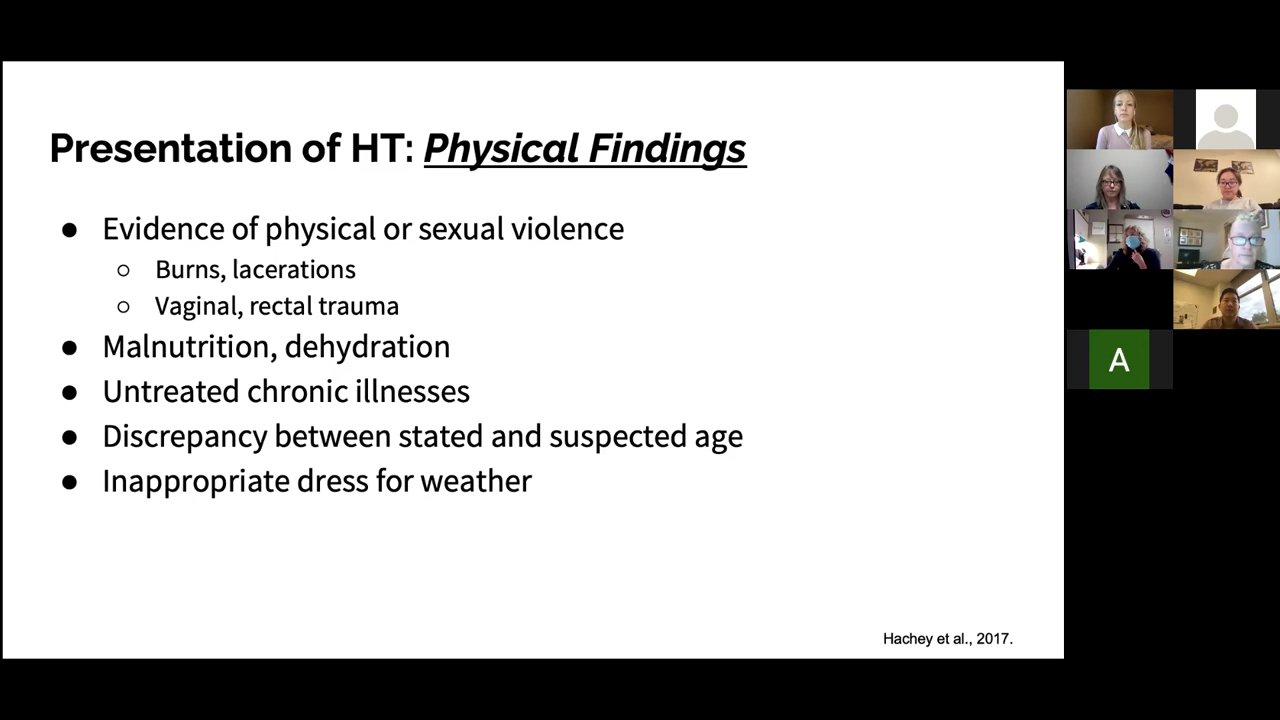 Presentation of HT: Physical Findings
● Evidence of physical or sexual violence
○ Burns, lacerations
○ Vaginal, rectal trauma
● Malnutrition, dehydration
● Untreated chronic illnesses
● Discrepancy between stated and suspected age
● Inappropriate dress for weather
Hachey et al., 2017.
A